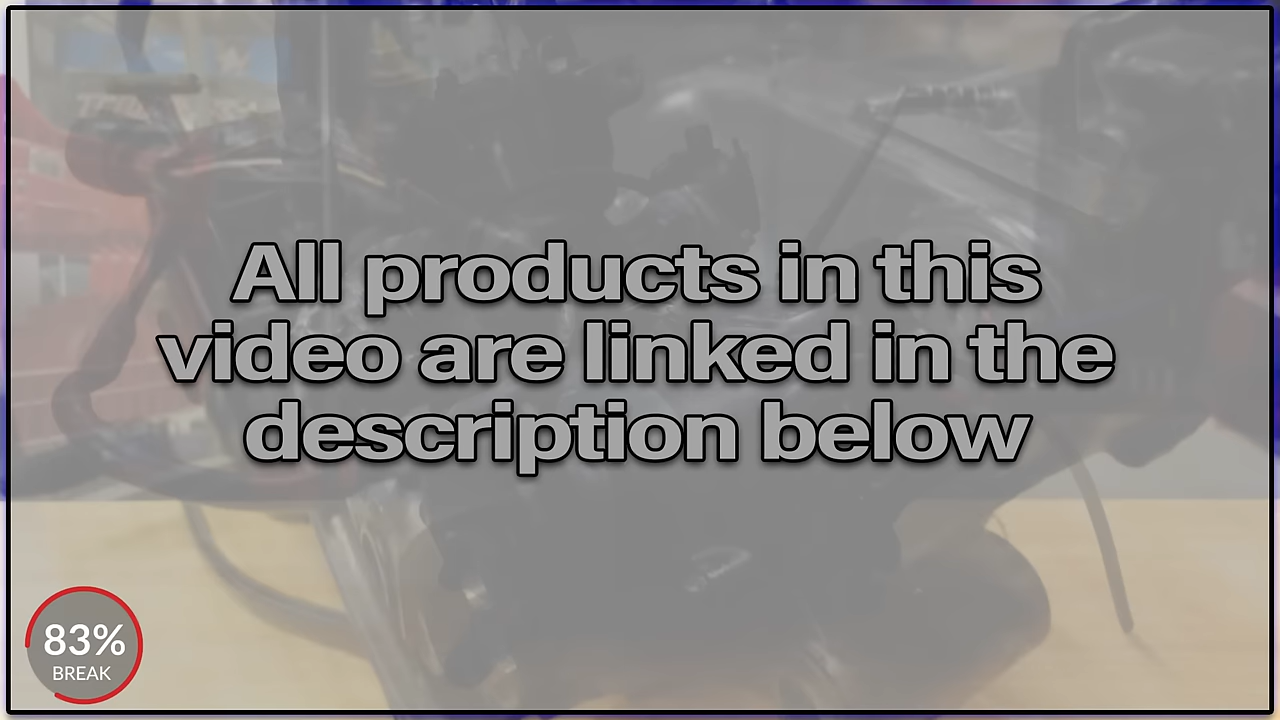 All products in this
video are linked in the
description below
83%
BREAK